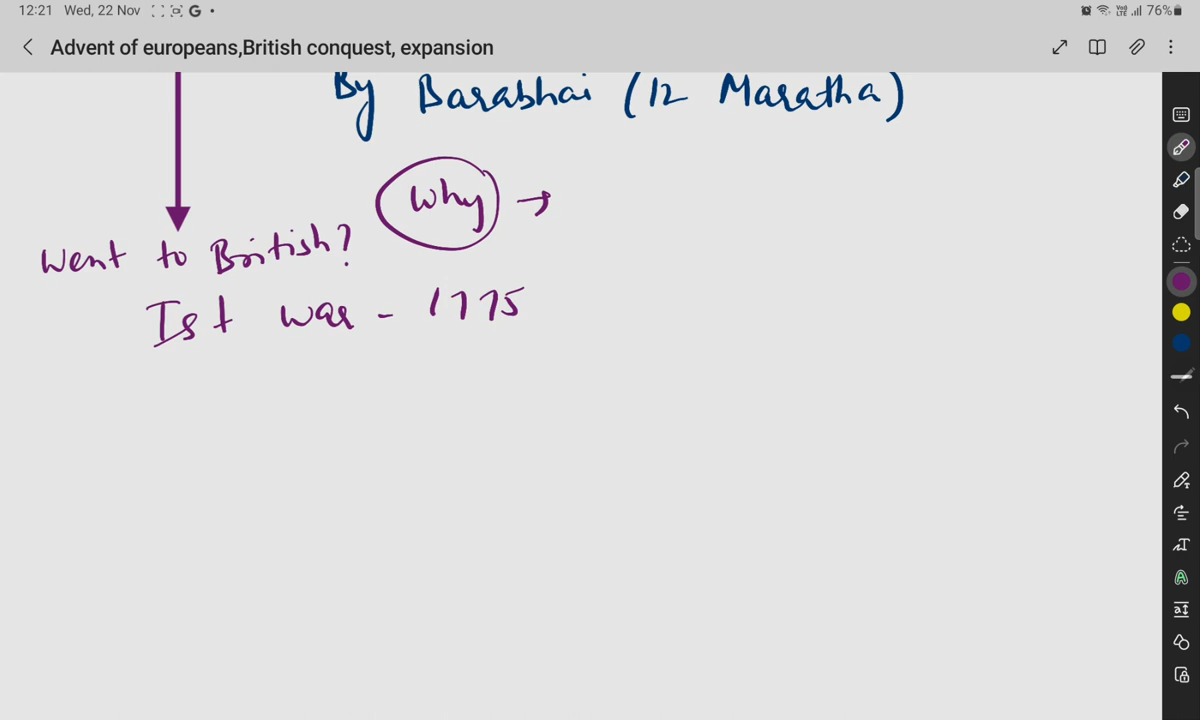 12:21 Wed, 22 Nov G • 76%
Advent of europeans,British conquest, expansion
By Barabhai (12 Maratha)
Why →
Went to British?
Ist war - 1775